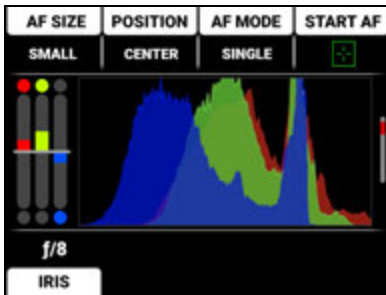 AF SIZE POSITION AF MODE START AF
SMALL CENTER SINGLE
ƒ/8
IRIS